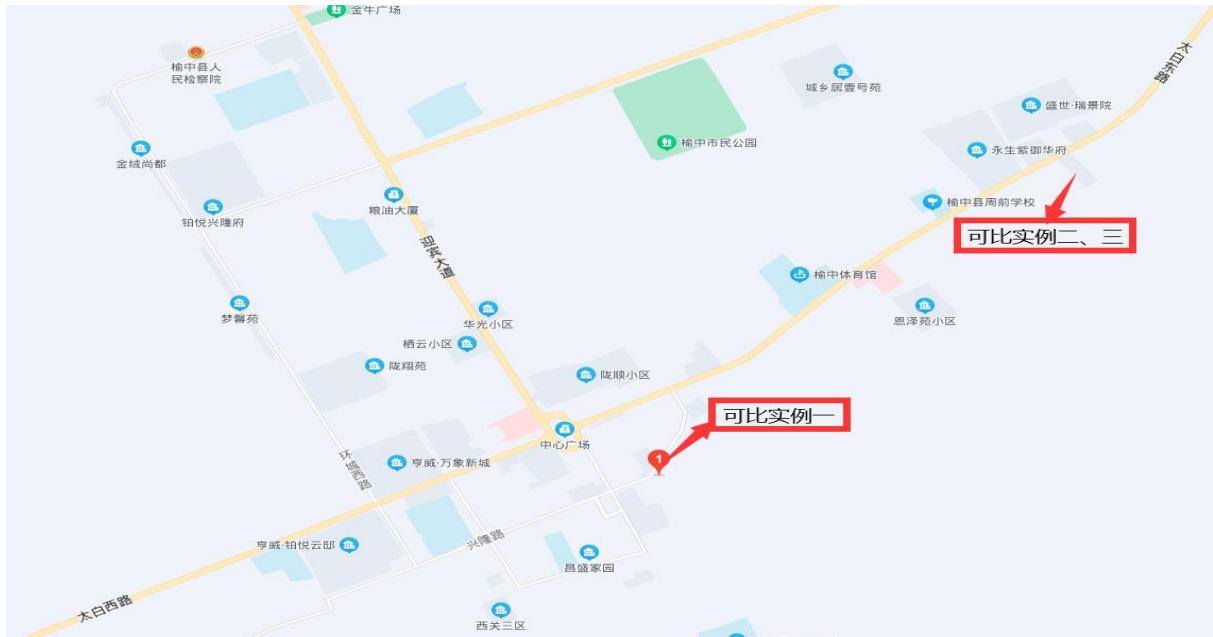 金牛广场
榆中县人
民检察院
太白东路
城乡居壹号苑
盛世·瑞景院
榆中市民公园
永生紫御华府
金绒尚都
榆中县周前学校
粮油大厦
铂悦兴隆府
可比实例二、三
迎宾大道
榆中体育馆
梦馨苑
华光小区
恩泽苑小区
栖云小区
陇翔苑
陇顺小区
可比实例一
中心广场
1
亨威·万象新城
环城西路
兴隆路
亨威·铂悦云邸
昌盛家园
太白西路
西关三区